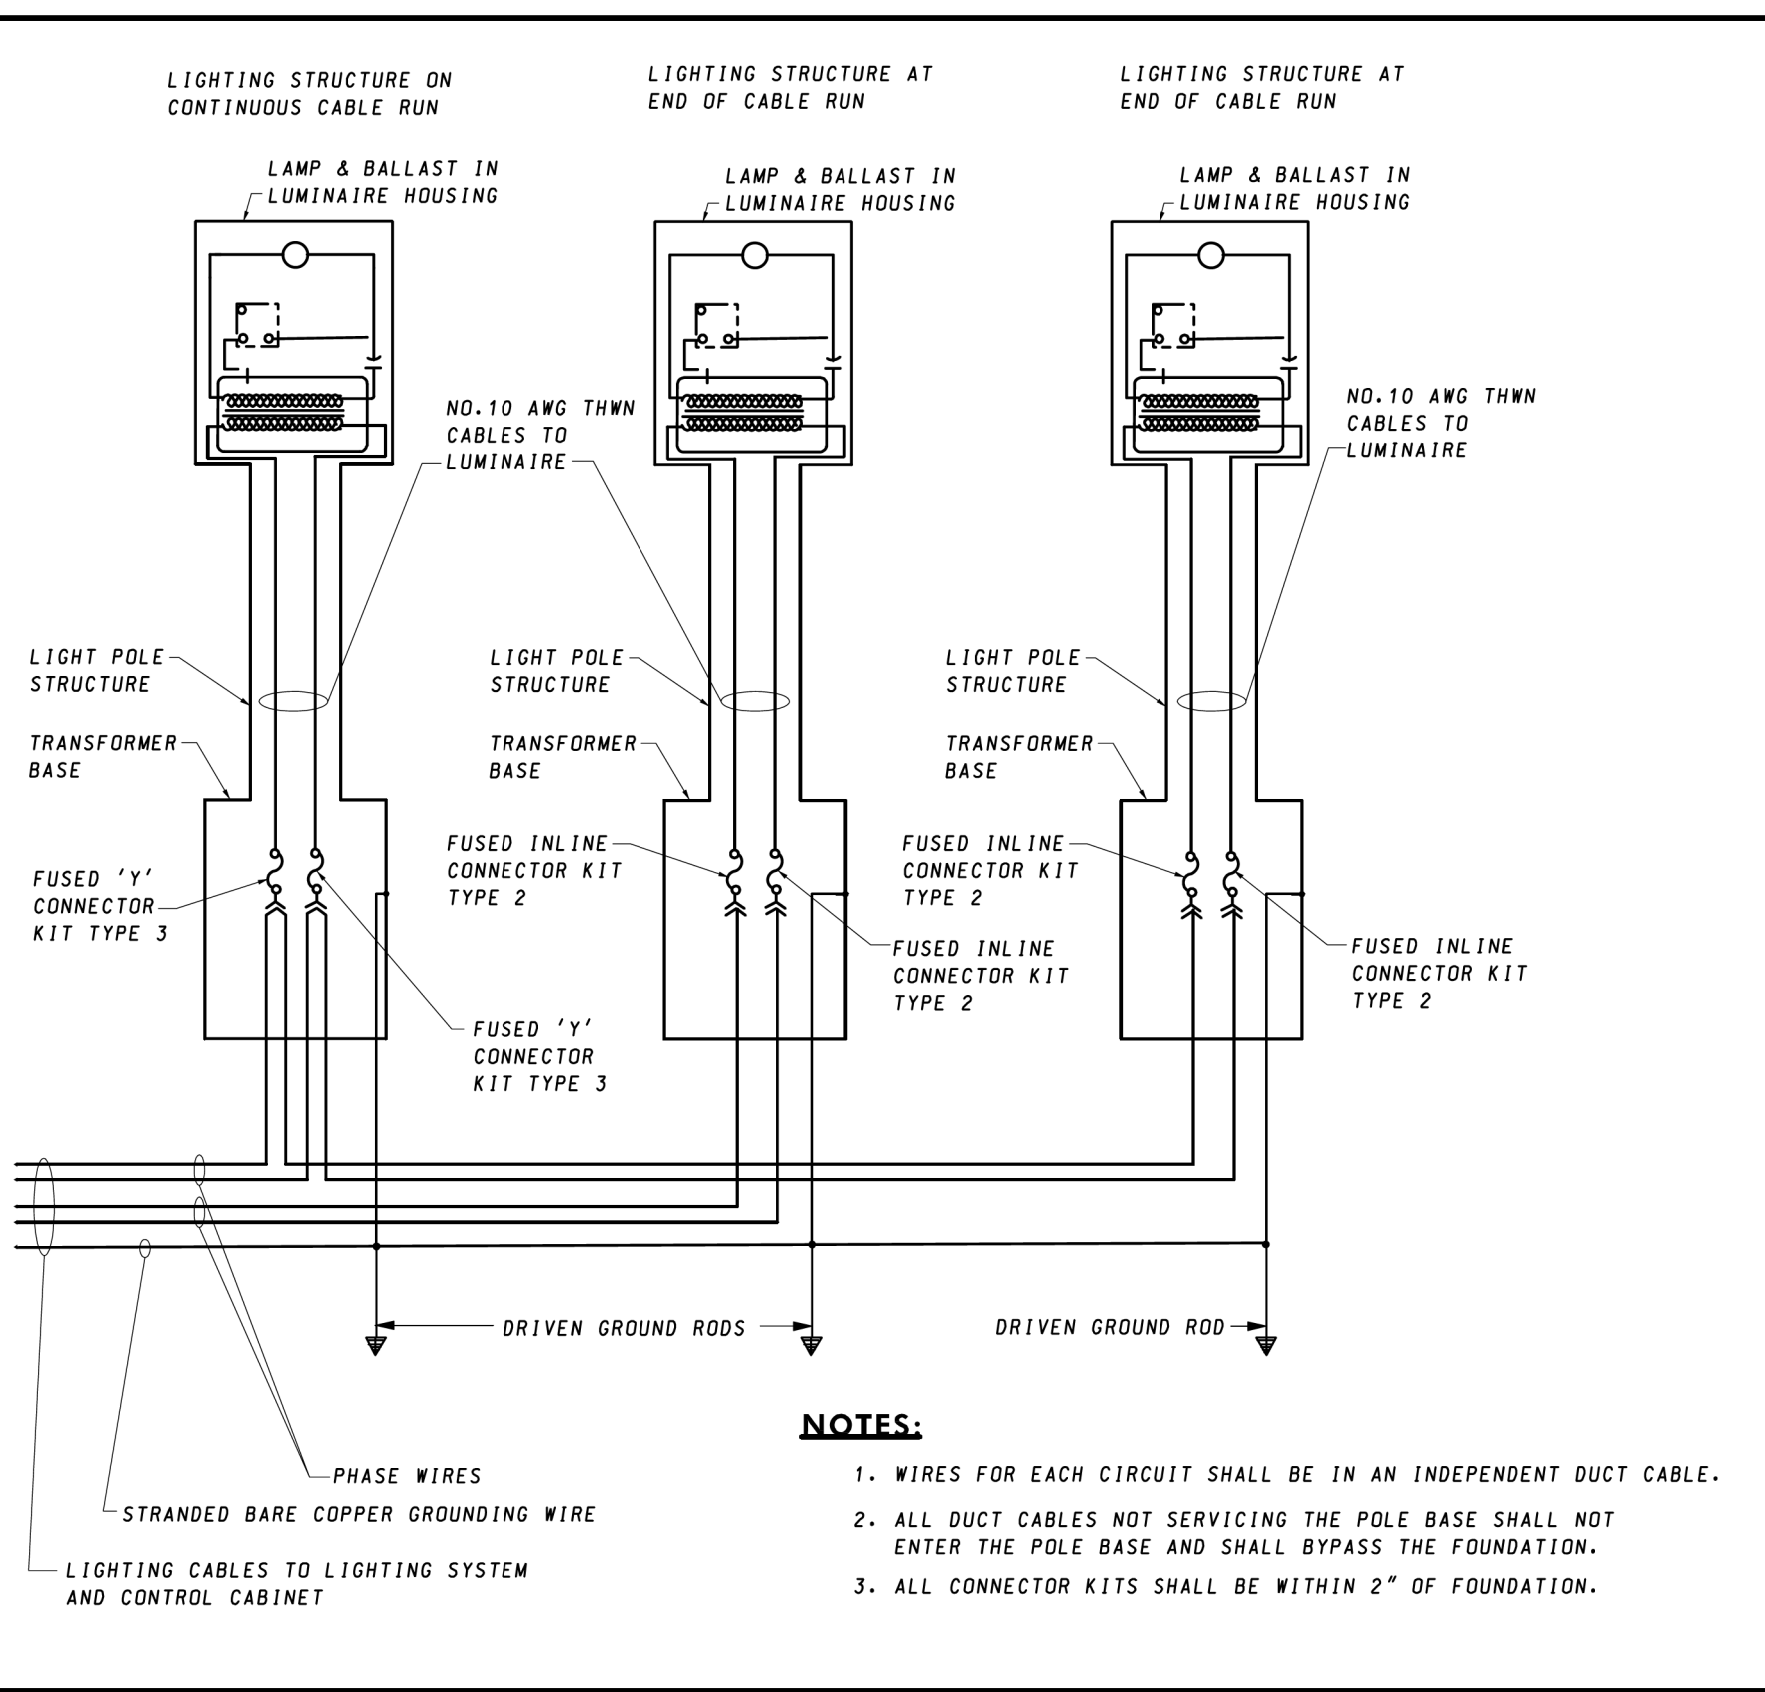 LIGHTING STRUCTURE ON
CONTINUOUS CABLE RUN
LIGHTING STRUCTURE AT
END OF CABLE RUN
LIGHTING STRUCTURE AT
END OF CABLE RUN
LAMP & BALLAST IN
LUMINAIRE HOUSING
LAMP & BALLAST IN
LUMINAIRE HOUSING
LAMP & BALLAST IN
LUMINAIRE HOUSING
NO.10 AWG THWN
CABLES TO
LUMINAIRE
NO.10 AWG THWN
CABLES TO
LUMINAIRE
LIGHT POLE
STRUCTURE
LIGHT POLE
STRUCTURE
LIGHT POLE
STRUCTURE
TRANSFORMER
BASE
TRANSFORMER
BASE
TRANSFORMER
BASE
FUSED 'Y'
CONNECTOR
KIT TYPE 3
FUSED INLINE
CONNECTOR KIT
TYPE 2
FUSED INLINE
CONNECTOR KIT
TYPE 2
FUSED 'Y'
CONNECTOR
KIT TYPE 3
FUSED INLINE
CONNECTOR KIT
TYPE 2
FUSED INLINE
CONNECTOR KIT
TYPE 2
DRIVEN GROUND RODS
DRIVEN GROUND ROD
PHASE WIRES
STRANDED BARE COPPER GROUNDING WIRE
LIGHTING CABLES TO LIGHTING SYSTEM
AND CONTROL CABINET
NOTES:
1. WIRES FOR EACH CIRCUIT SHALL BE IN AN INDEPENDENT DUCT CABLE.
2. ALL DUCT CABLES NOT SERVICING THE POLE BASE SHALL NOT
ENTER THE POLE BASE AND SHALL BYPASS THE FOUNDATION.
3. ALL CONNECTOR KITS SHALL BE WITHIN 2" OF FOUNDATION.